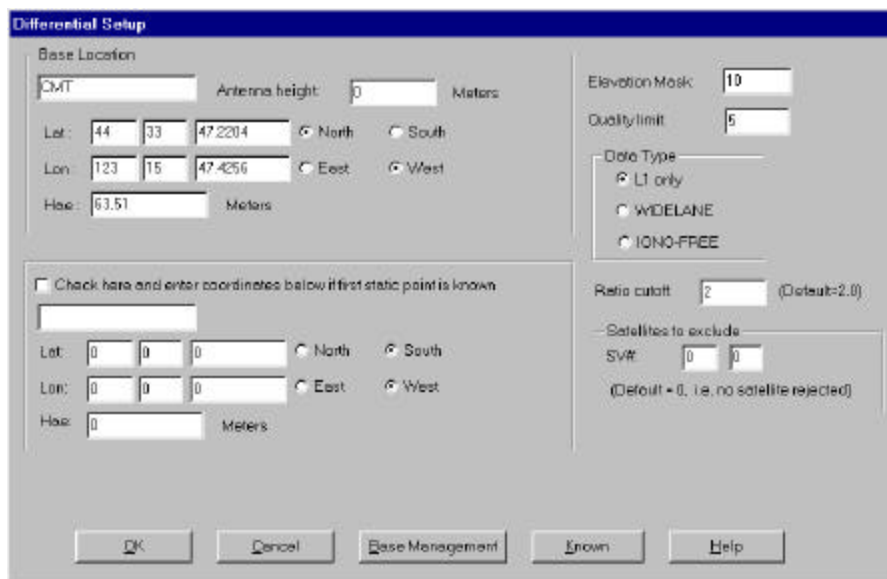 Differential Setup
Base Location
CMT Antenna height: 0 Meters
Lat: 44 33 47.2204 North South
Lon: 123 15 47.4256 East West
Hae: 63.51 Meters
Check here and enter coordinates below if first static point is known
Lat: 0 0 0 North South
Lon: 0 0 0 East West
Hae: 0 Meters
Elevation Mask: 10
Quality limit: 5
Data Type
L1 only
WIDELANE
IONO-FREE
Ratio cutoff: 2 (Default=2.0)
Satellites to exclude
SV#: 0 0
(Default = 0, i.e. no satellite rejected)
OK Cancel Base Management Known Help